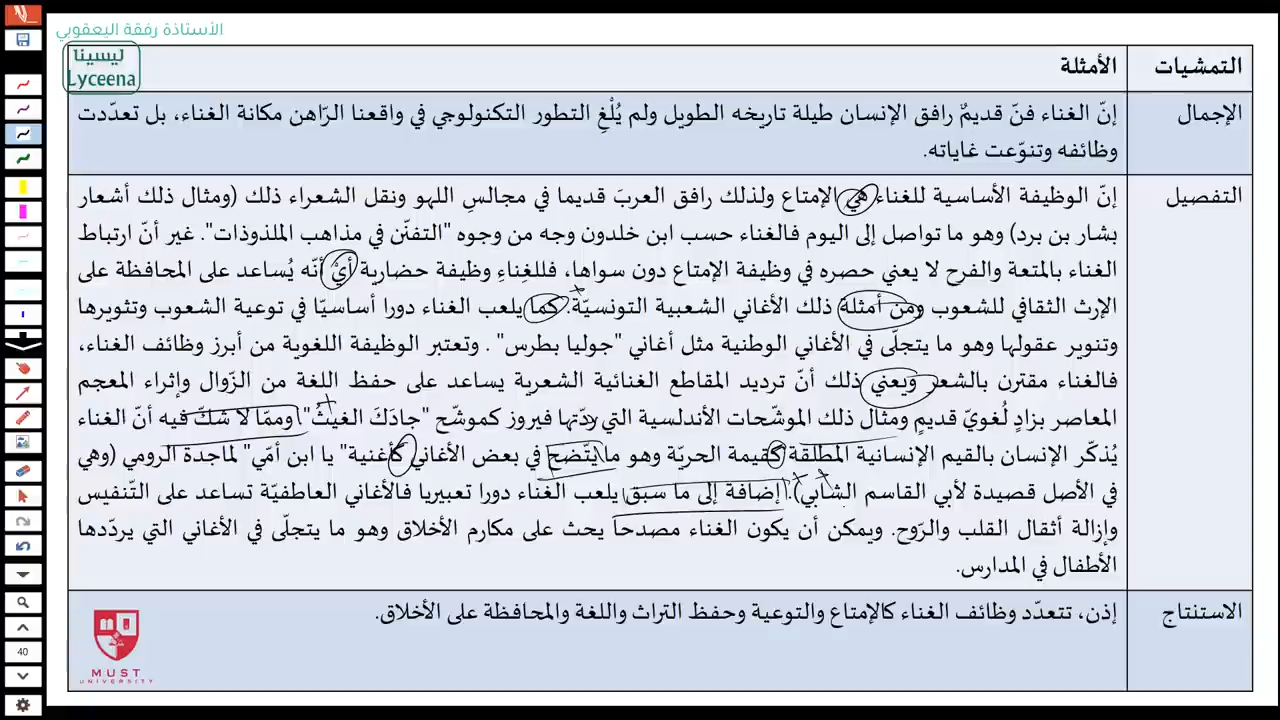 الأستاذة رفقة اليعقوبي
ليسينا
Lyceena
التمشيات
الأمثلة
الإجمال
إنّ الغناء فنّ قديمٌ رافق الإنسان طيلة تاريخه الطويل ولم يُلْغِ التطور التكنولوجي في واقعنا الرّاهن مكانة الغناء، بل تعدّدت
وظائفه وتنوّعت غاياته.
التفصيل
إنّ الوظيفة الأساسية للغناء هي الإمتاع ولذلك رافق العربَ قديما في مجالسِ اللهو ونقل الشعراء ذلك (ومثال ذلك أشعار
بشار بن برد) وهو ما تواصل إلى اليوم فالغناء حسب ابن خلدون وجه من وجوه "التفنّن في مذاهب الملذوذات". غير أنّ ارتباط
الغناء بالمتعة والفرح لا يعني حصره في وظيفة الإمتاع دون سواها، فللغناءِ وظيفة حضارية أيْ أنّه يُساعد على المحافظة على
الإرث الثقافي للشعوب ومن أمثلة ذلك الأغاني الشعبية التونسيّة. كما يلعب الغناء دورا أساسيّا في توعية الشعوب وتثويرها
وتنوير عقولها وهو ما يتجلّى في الأغاني الوطنية مثل أغاني "جوليا بطرس" . وتعتبر الوظيفة اللغوية من أبرز وظائف الغناء،
فالغناء مقترن بالشعر ويعني ذلك أنّ ترديد المقاطع الغنائية الشعرية يساعد على حفظ اللغة من الزّوال وإثراء المعجم
المعاصر بزادٍ لُغويّ قديمٍ ومثال ذلك الموشّحات الأندلسية التي ردّتها فيروز كموشّح "جادَكَ الغيثُ" وممّا لا شكّ فيه أنّ الغناء
يُذكّر الإنسان بالقيم الإنسانية المطلقة كقيمة الحريّة وهو ما يتّضح في بعض الأغاني كأغنية" يا ابن أمّي" لماجدة الرومي (وهي
في الأصل قصيدة لأبي القاسم الشابي). إضافة إلى ما سبق يلعب الغناء دورا تعبيريا فالأغاني العاطفيّة تساعد على التّنفيس
وإزالة أثقال القلب والرّوح. ويمكن أن يكون الغناء مصدحاً يحث على مكارم الأخلاق وهو ما يتجلّى في الأغاني التي يردّدها
الأطفال في المدارس.
الاستنتاج
إذن، تتعدّد وظائف الغناء كالإمتاع والتوعية وحفظ التراث واللغة والمحافظة على الأخلاق.
MUST
UNIVERSITY
40